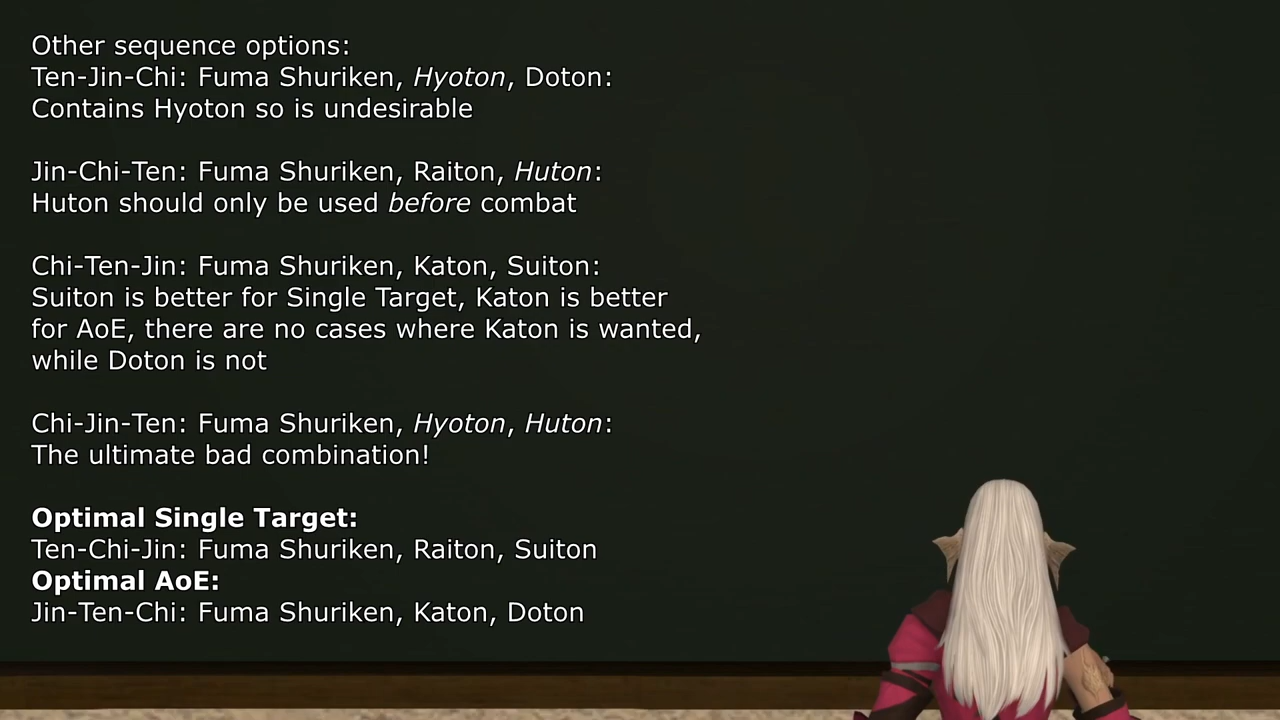 Other sequence options:
Ten-Jin-Chi: Fuma Shuriken, Hyoton, Doton:
Contains Hyoton so is undesirable
Jin-Chi-Ten: Fuma Shuriken, Raiton, Huton:
Huton should only be used before combat
Chi-Ten-Jin: Fuma Shuriken, Katon, Suiton:
Suiton is better for Single Target, Katon is better
for AoE, there are no cases where Katon is wanted,
while Doton is not
Chi-Jin-Ten: Fuma Shuriken, Hyoton, Huton:
The ultimate bad combination!
Optimal Single Target:
Ten-Chi-Jin: Fuma Shuriken, Raiton, Suiton
Optimal AoE:
Jin-Ten-Chi: Fuma Shuriken, Katon, Doton